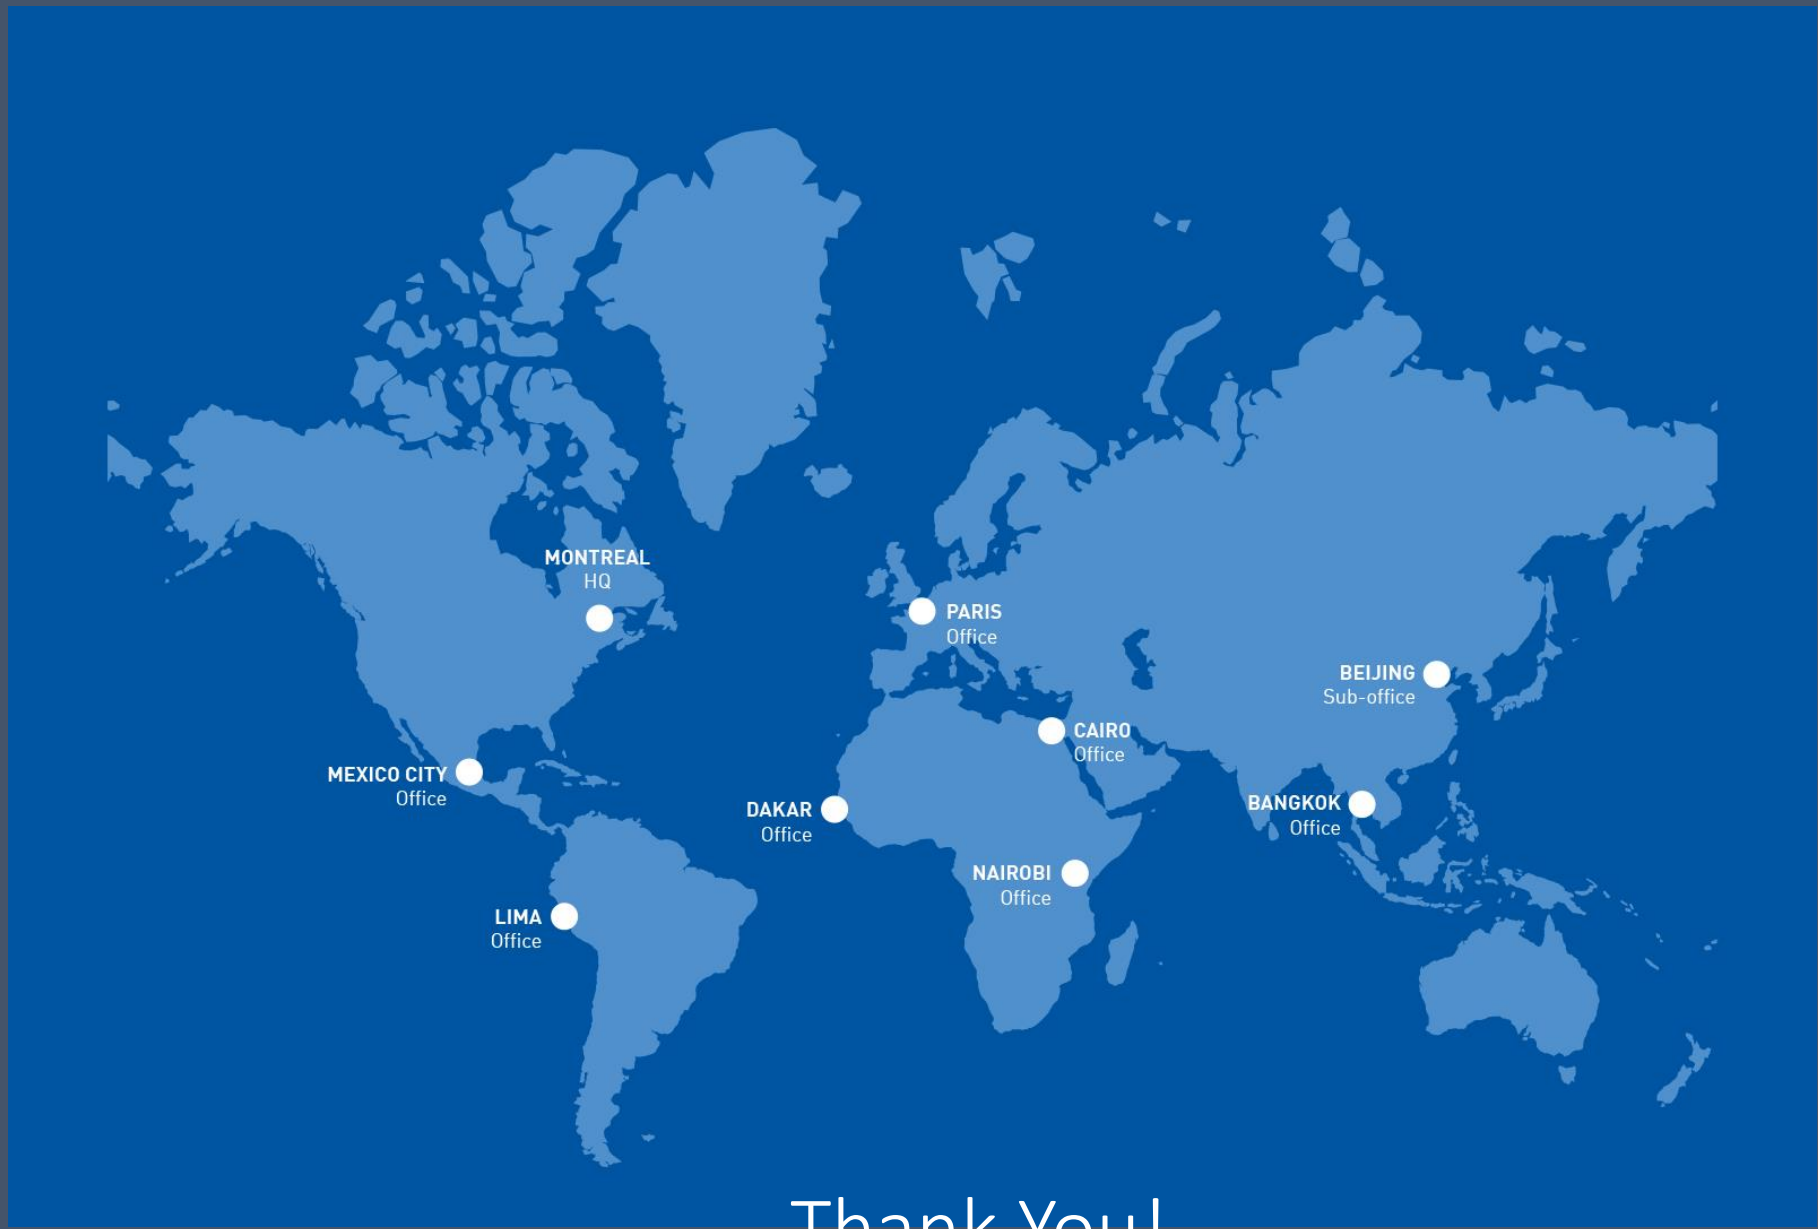 MONTREAL
HQ
PARIS
Office
BEIJING
Sub-office
CAIRO
Office
MEXICO CITY
Office
BANGKOK
Office
DAKAR
Office
NAIROBI
Office
LIMA
Office
Thank You!